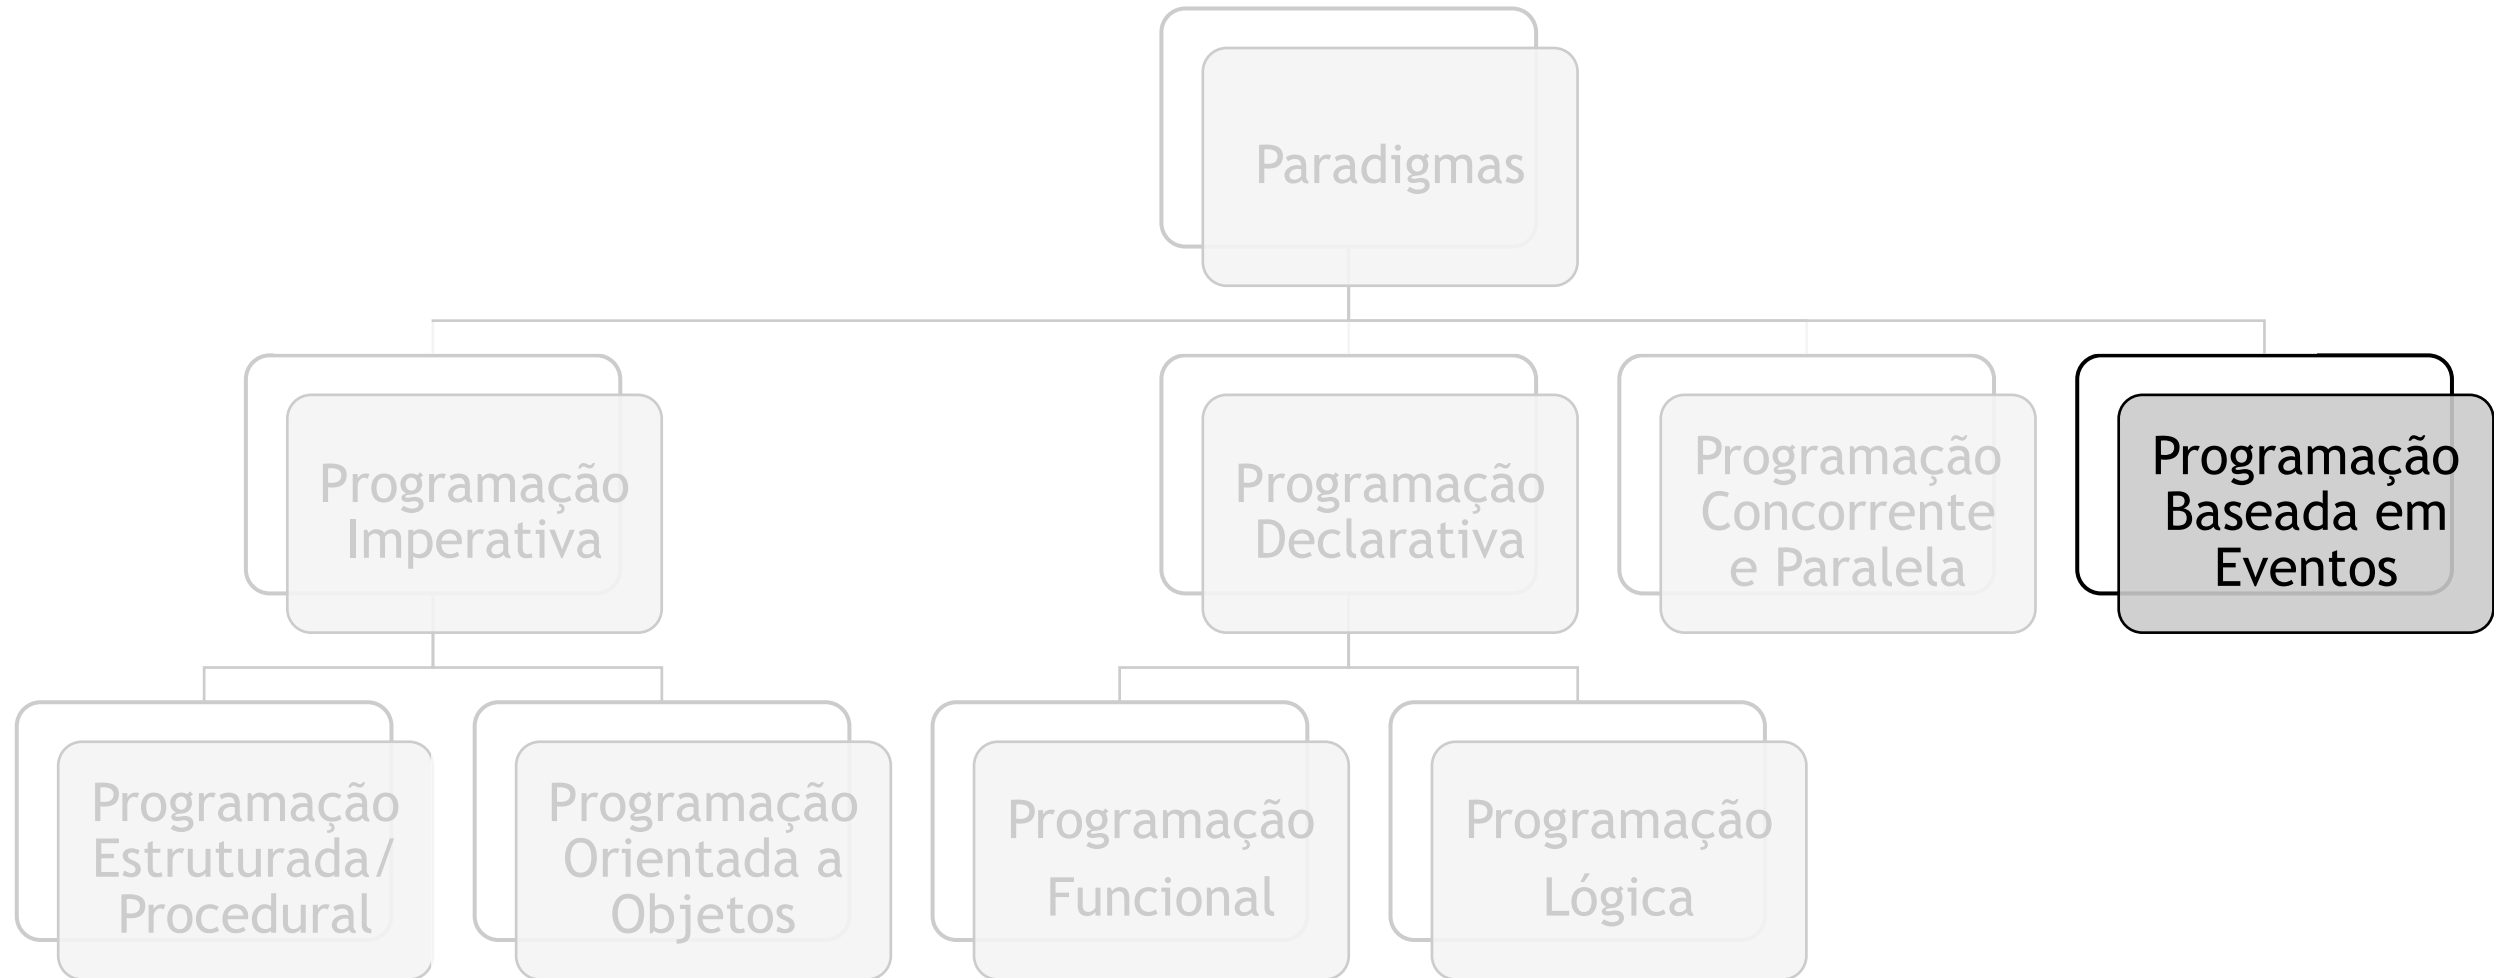 Paradigmas
Programação
Imperativa
Programação
Declarativa
Programação
Concorrente
e Paralela
Programação
Baseada em
Eventos
Programação
Estruturada/
Procedural
Programação
Orientada a
Objetos
Programação
Funcional
Programação
Lógica